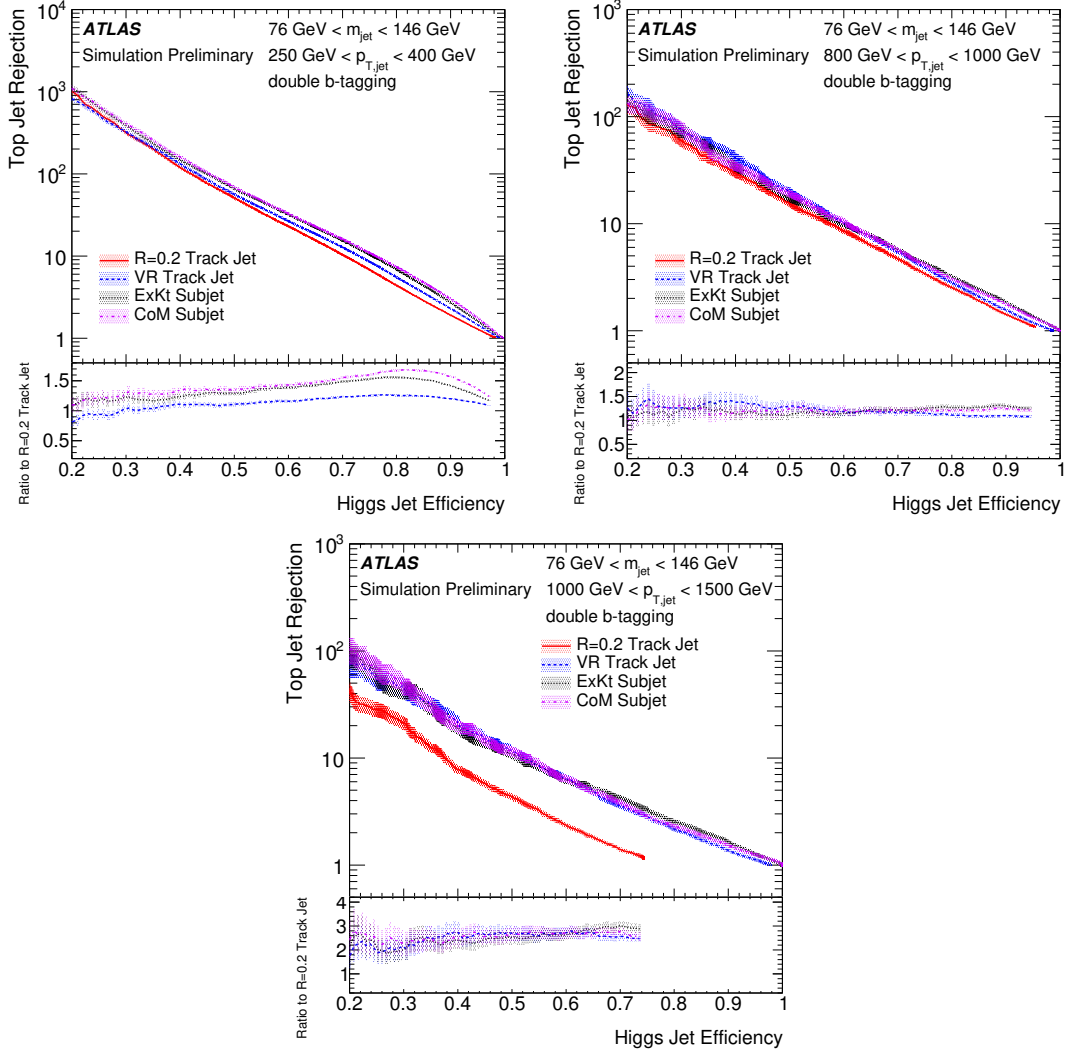 ATLAS
Simulation Preliminary
76 GeV < m_jet < 146 GeV
250 GeV < p_T,jet < 400 GeV
double b-tagging
Top Jet Rejection
10^4
10^3
10^2
10
1
R=0.2 Track Jet
VR Track Jet
ExKt Subjet
CoM Subjet
Ratio to R=0.2 Track Jet
1.5
1
0.5
0.2 0.3 0.4 0.5 0.6 0.7 0.8 0.9 1
Higgs Jet Efficiency
ATLAS
Simulation Preliminary
76 GeV < m_jet < 146 GeV
800 GeV < p_T,jet < 1000 GeV
double b-tagging
Top Jet Rejection
10^3
10^2
10
1
R=0.2 Track Jet
VR Track Jet
ExKt Subjet
CoM Subjet
Ratio to R=0.2 Track Jet
2
1.5
1
0.5
0.2 0.3 0.4 0.5 0.6 0.7 0.8 0.9 1
Higgs Jet Efficiency
ATLAS
Simulation Preliminary
76 GeV < m_jet < 146 GeV
1000 GeV < p_T,jet < 1500 GeV
double b-tagging
Top Jet Rejection
10^3
10^2
10
1
R=0.2 Track Jet
VR Track Jet
ExKt Subjet
CoM Subjet
Ratio to R=0.2 Track Jet
4
3
2
1
0.2 0.3 0.4 0.5 0.6 0.7 0.8 0.9 1
Higgs Jet Efficiency